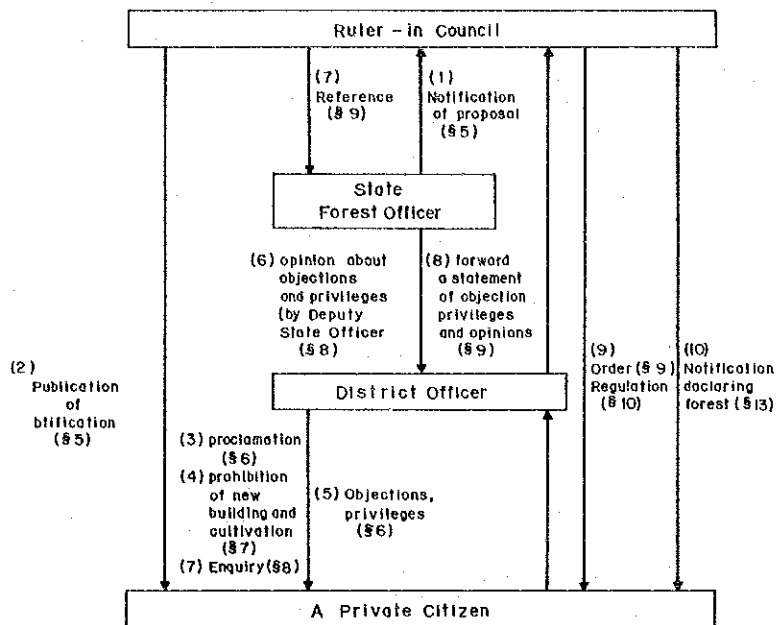 Ruler - in Council
(7)
Reference
(§ 9)
(1)
Notification
of proposal
(§ 5)
State
Forest Officer
(6) opinion about
objections
and privileges
(by Deputy
State Officer
(§ 8)
(8) forward
a statement
of objection
privileges
and opinions
(§ 9)
(2)
Publication
of
btification
(§ 5)
District Officer
(9)
Order (§ 9)
Regulation
(§ 10)
(10)
Notification
daclaring
forest (§ 13)
(3) proclamation
(§ 6)
(4) prohibition
of new
building and
cultivation
(§ 7)
(7) Enquiry (§8)
(5) Objections,
privileges
(§ 6)
A Private Citizen